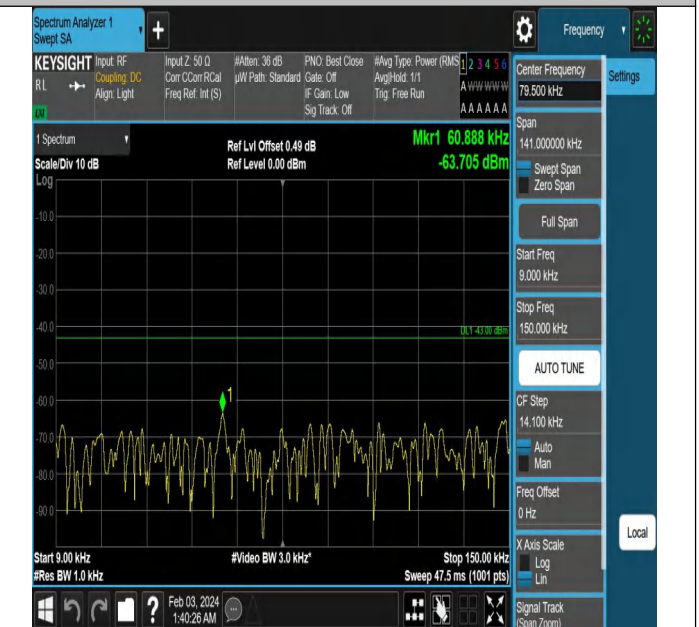 Spectrum Analyzer 1
Swept SA
+
Frequency
KEYSIGHT
RL
Input: RF
Coupling: DC
Align: Light
Input Z: 50 Ω
Corr CCorr RCal
Freq Ref: Int (S)
#Atten: 36 dB
µW Path: Standard
PNO: Best Close
Gate: Off
IF Gain: Low
Sig Track: Off
#Avg Type: Power (RMS
Avg|Hold: 1/1
Trig: Free Run
1 2 3 4 5 6
A W W W W W
A A A A A A
1 Spectrum
Scale/Div 10 dB
Log
Ref Lvl Offset 0.49 dB
Ref Level 0.00 dBm
Mkr1 60.888 kHz
-63.705 dBm
-10.0
-20.0
-30.0
-40.0
-50.0
-60.0
-70.0
-80.0
-90.0
DL1 -43.00 dBm
1
Start 9.00 kHz
#Res BW 1.0 kHz
#Video BW 3.0 kHz*
Stop 150.00 kHz
Sweep 47.5 ms (1001 pts)
Feb 03, 2024
1:40:26 AM
Center Frequency
79.500 kHz
Span
141.000000 kHz
Swept Span
Zero Span
Full Span
Start Freq
9.000 kHz
Stop Freq
150.000 kHz
AUTO TUNE
CF Step
14.100 kHz
Auto
Man
Freq Offset
0 Hz
X Axis Scale
Log
Lin
Signal Track
(Span Zoom)
Settings
Local